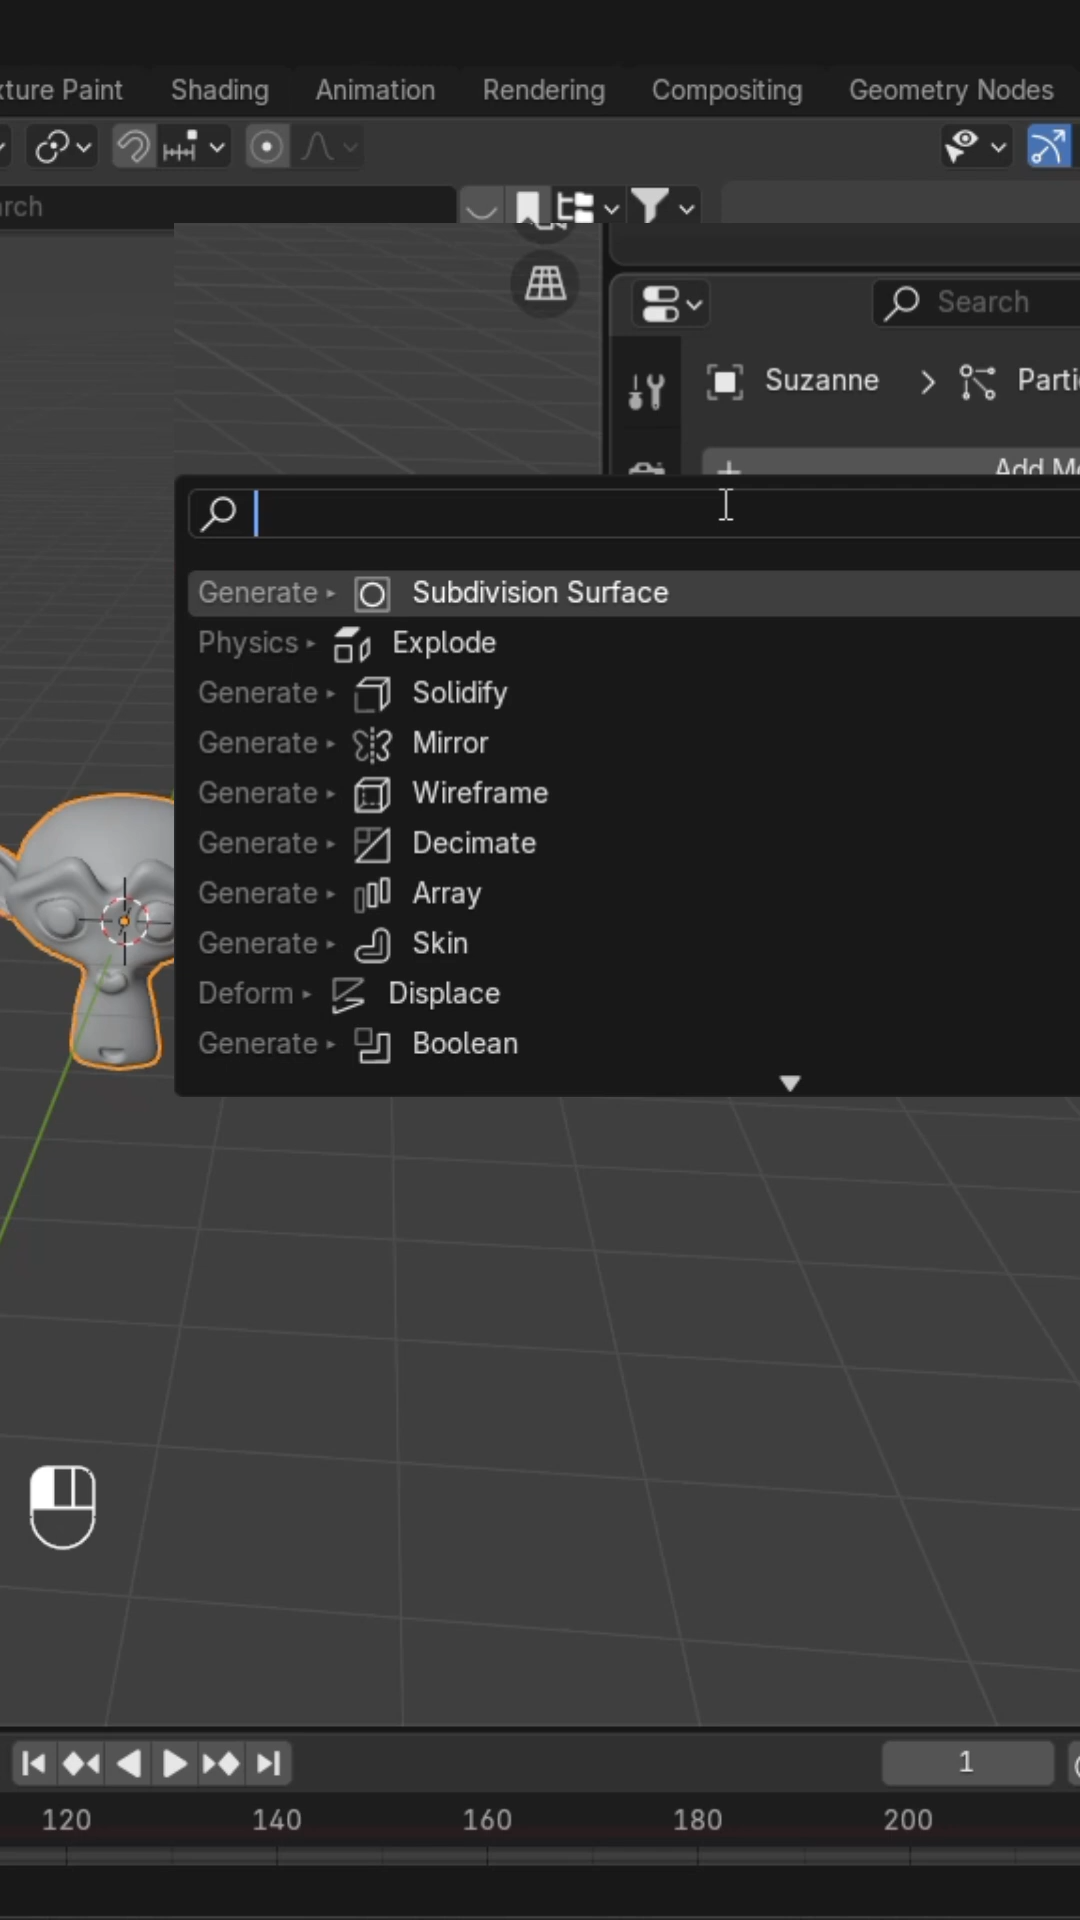 xture Paint Shading Animation Rendering Compositing Geometry Nodes
rch
Search
Suzanne > Parti
Add Mo
Generate ▸ Subdivision Surface
Physics ▸ Explode
Generate ▸ Solidify
Generate ▸ Mirror
Generate ▸ Wireframe
Generate ▸ Decimate
Generate ▸ Array
Generate ▸ Skin
Deform ▸ Displace
Generate ▸ Boolean
1
120 140 160 180 200